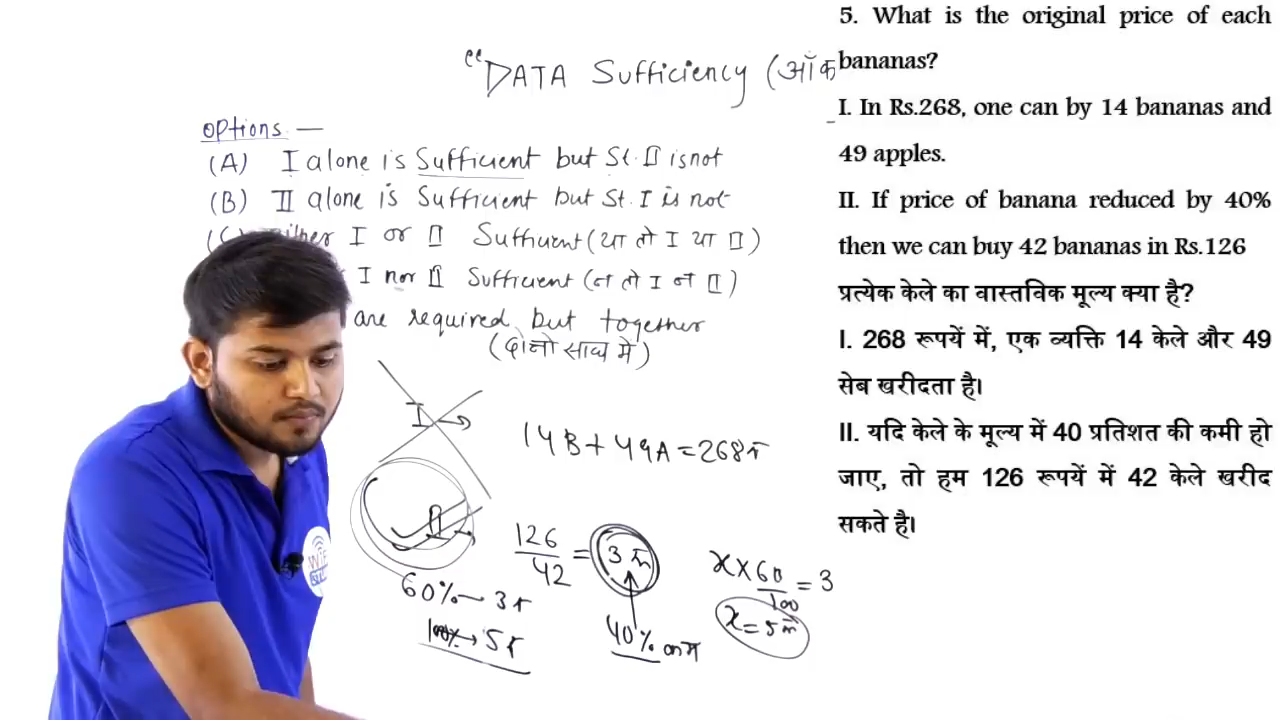 “DATA Sufficiency (आँक
options —
(A) I alone is Sufficient but St. II is not
(B) II alone is Sufficient but St. I is not
I or II Sufficient (या तो I या II)
I nor II Sufficient (न तो I न II)
are required but together
(दोनो साथ में)
I →
14B + 49A = 268₹
II →
126/42 = 3₹
40% कम
60% — 3₹
100% → 5₹
x × 60/100 = 3
x = 5₹
5. What is the original price of each
bananas?
I. In Rs.268, one can by 14 bananas and
49 apples.
II. If price of banana reduced by 40%
then we can buy 42 bananas in Rs.126
प्रत्येक केले का वास्तविक मूल्य क्या है?
I. 268 रूपयें में, एक व्यक्ति 14 केले और 49
सेब खरीदता है।
II. यदि केले के मूल्य में 40 प्रतिशत की कमी हो
जाए, तो हम 126 रूपयें में 42 केले खरीद
सकते है।